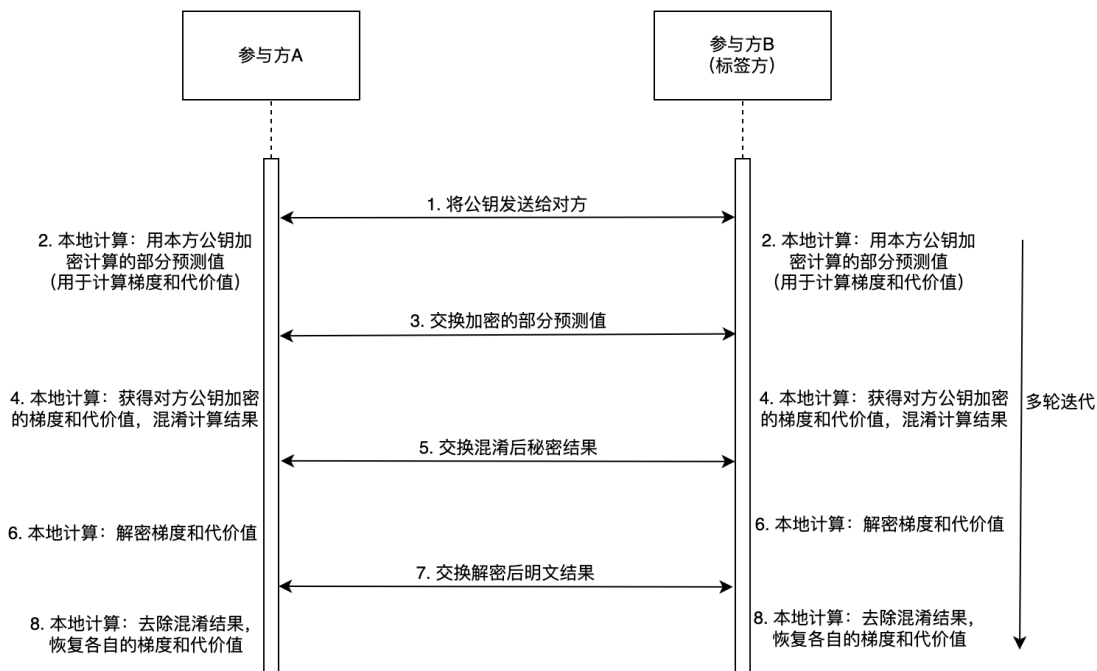 参与方A
参与方B
(标签方)
1. 将公钥发送给对方
2. 本地计算：用本方公钥加
密计算的部分预测值
(用于计算梯度和代价值)
2. 本地计算：用本方公钥加
密计算的部分预测值
(用于计算梯度和代价值)
3. 交换加密的部分预测值
4. 本地计算：获得对方公钥加密
的梯度和代价值，混淆计算结果
4. 本地计算：获得对方公钥加密
的梯度和代价值，混淆计算结果
多轮迭代
5. 交换混淆后秘密结果
6. 本地计算：解密梯度和代价值
6. 本地计算：解密梯度和代价值
7. 交换解密后明文结果
8. 本地计算：去除混淆结果，
恢复各自的梯度和代价值
8. 本地计算：去除混淆结果，
恢复各自的梯度和代价值